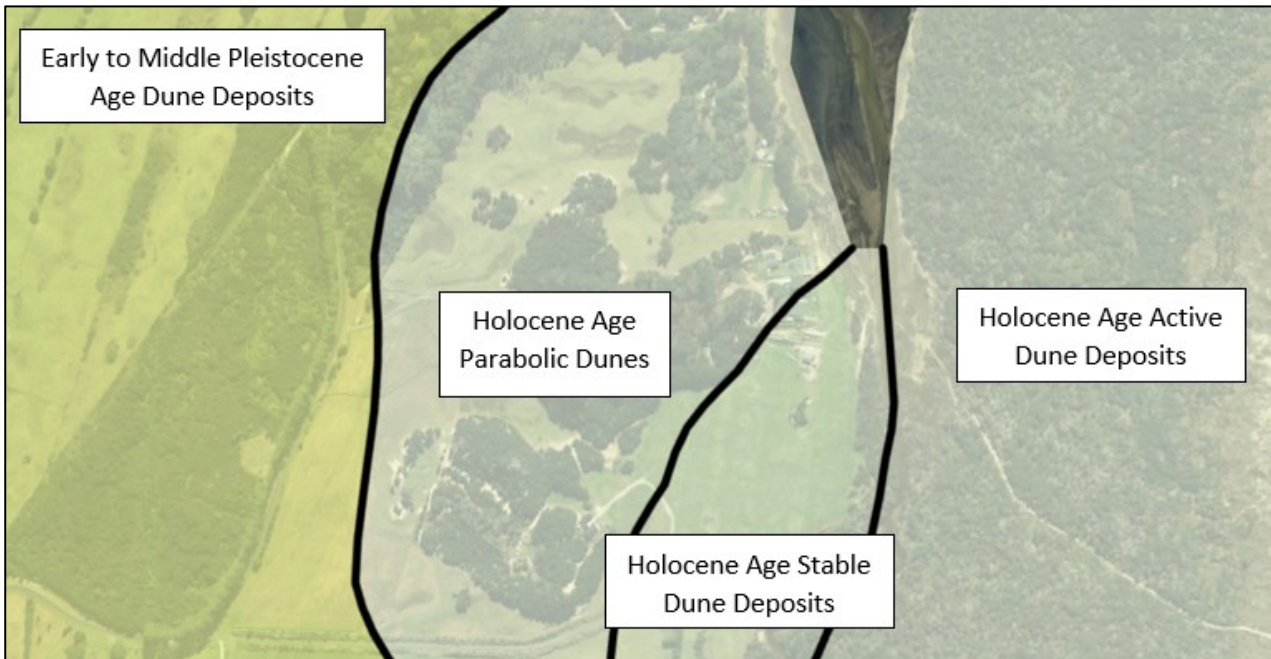 Early to Middle Pleistocene
Age Dune Deposits
Holocene Age
Parabolic Dunes
Holocene Age Active
Dune Deposits
Holocene Age Stable
Dune Deposits